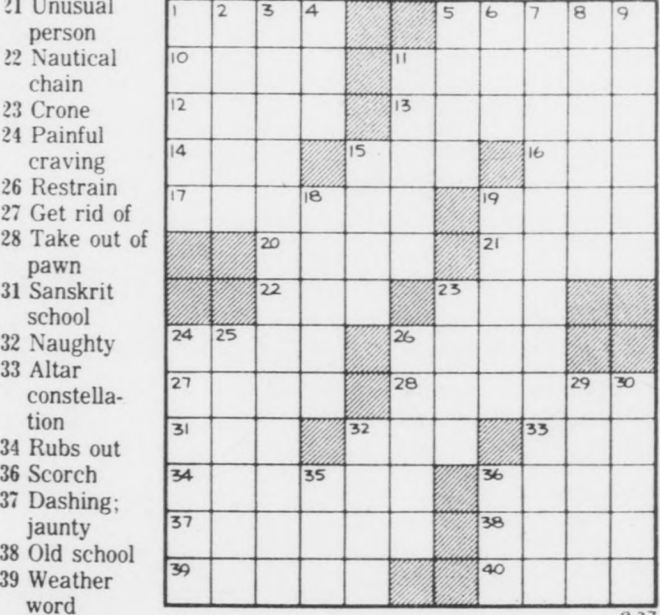 21 Unusual
person
22 Nautical
chain
23 Crone
24 Painful
craving
26 Restrain
27 Get rid of
28 Take out of
pawn
31 Sanskrit
school
32 Naughty
33 Altar
constella-
tion
34 Rubs out
36 Scorch
37 Dashing;
jaunty
38 Old school
39 Weather
word
1 2 3 4 5 6 7 8 9
10 11
12 13
14 15 16
17 18 19
20 21
22 23
24 25 26
27 28 29 30
31 32 33
34 35 36
37 38
39 40